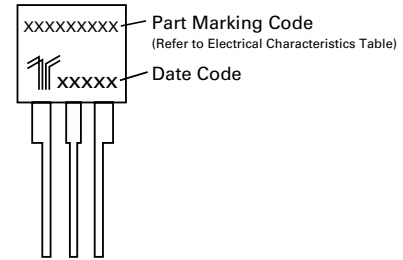 XXXXXXXXX
Part Marking Code
(Refer to Electrical Characteristics Table)
XXXXX
Date Code